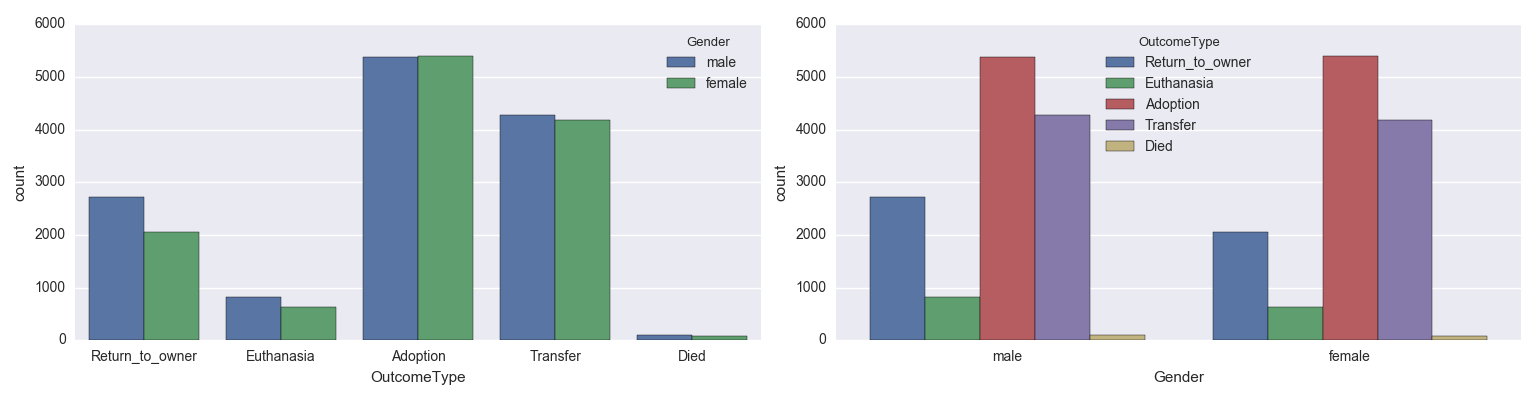 6000
5000
4000
3000
2000
1000
0
count
Gender
male
female
Return_to_owner Euthanasia Adoption Transfer Died
OutcomeType
6000
5000
4000
3000
2000
1000
0
count
OutcomeType
Return_to_owner
Euthanasia
Adoption
Transfer
Died
male female
Gender